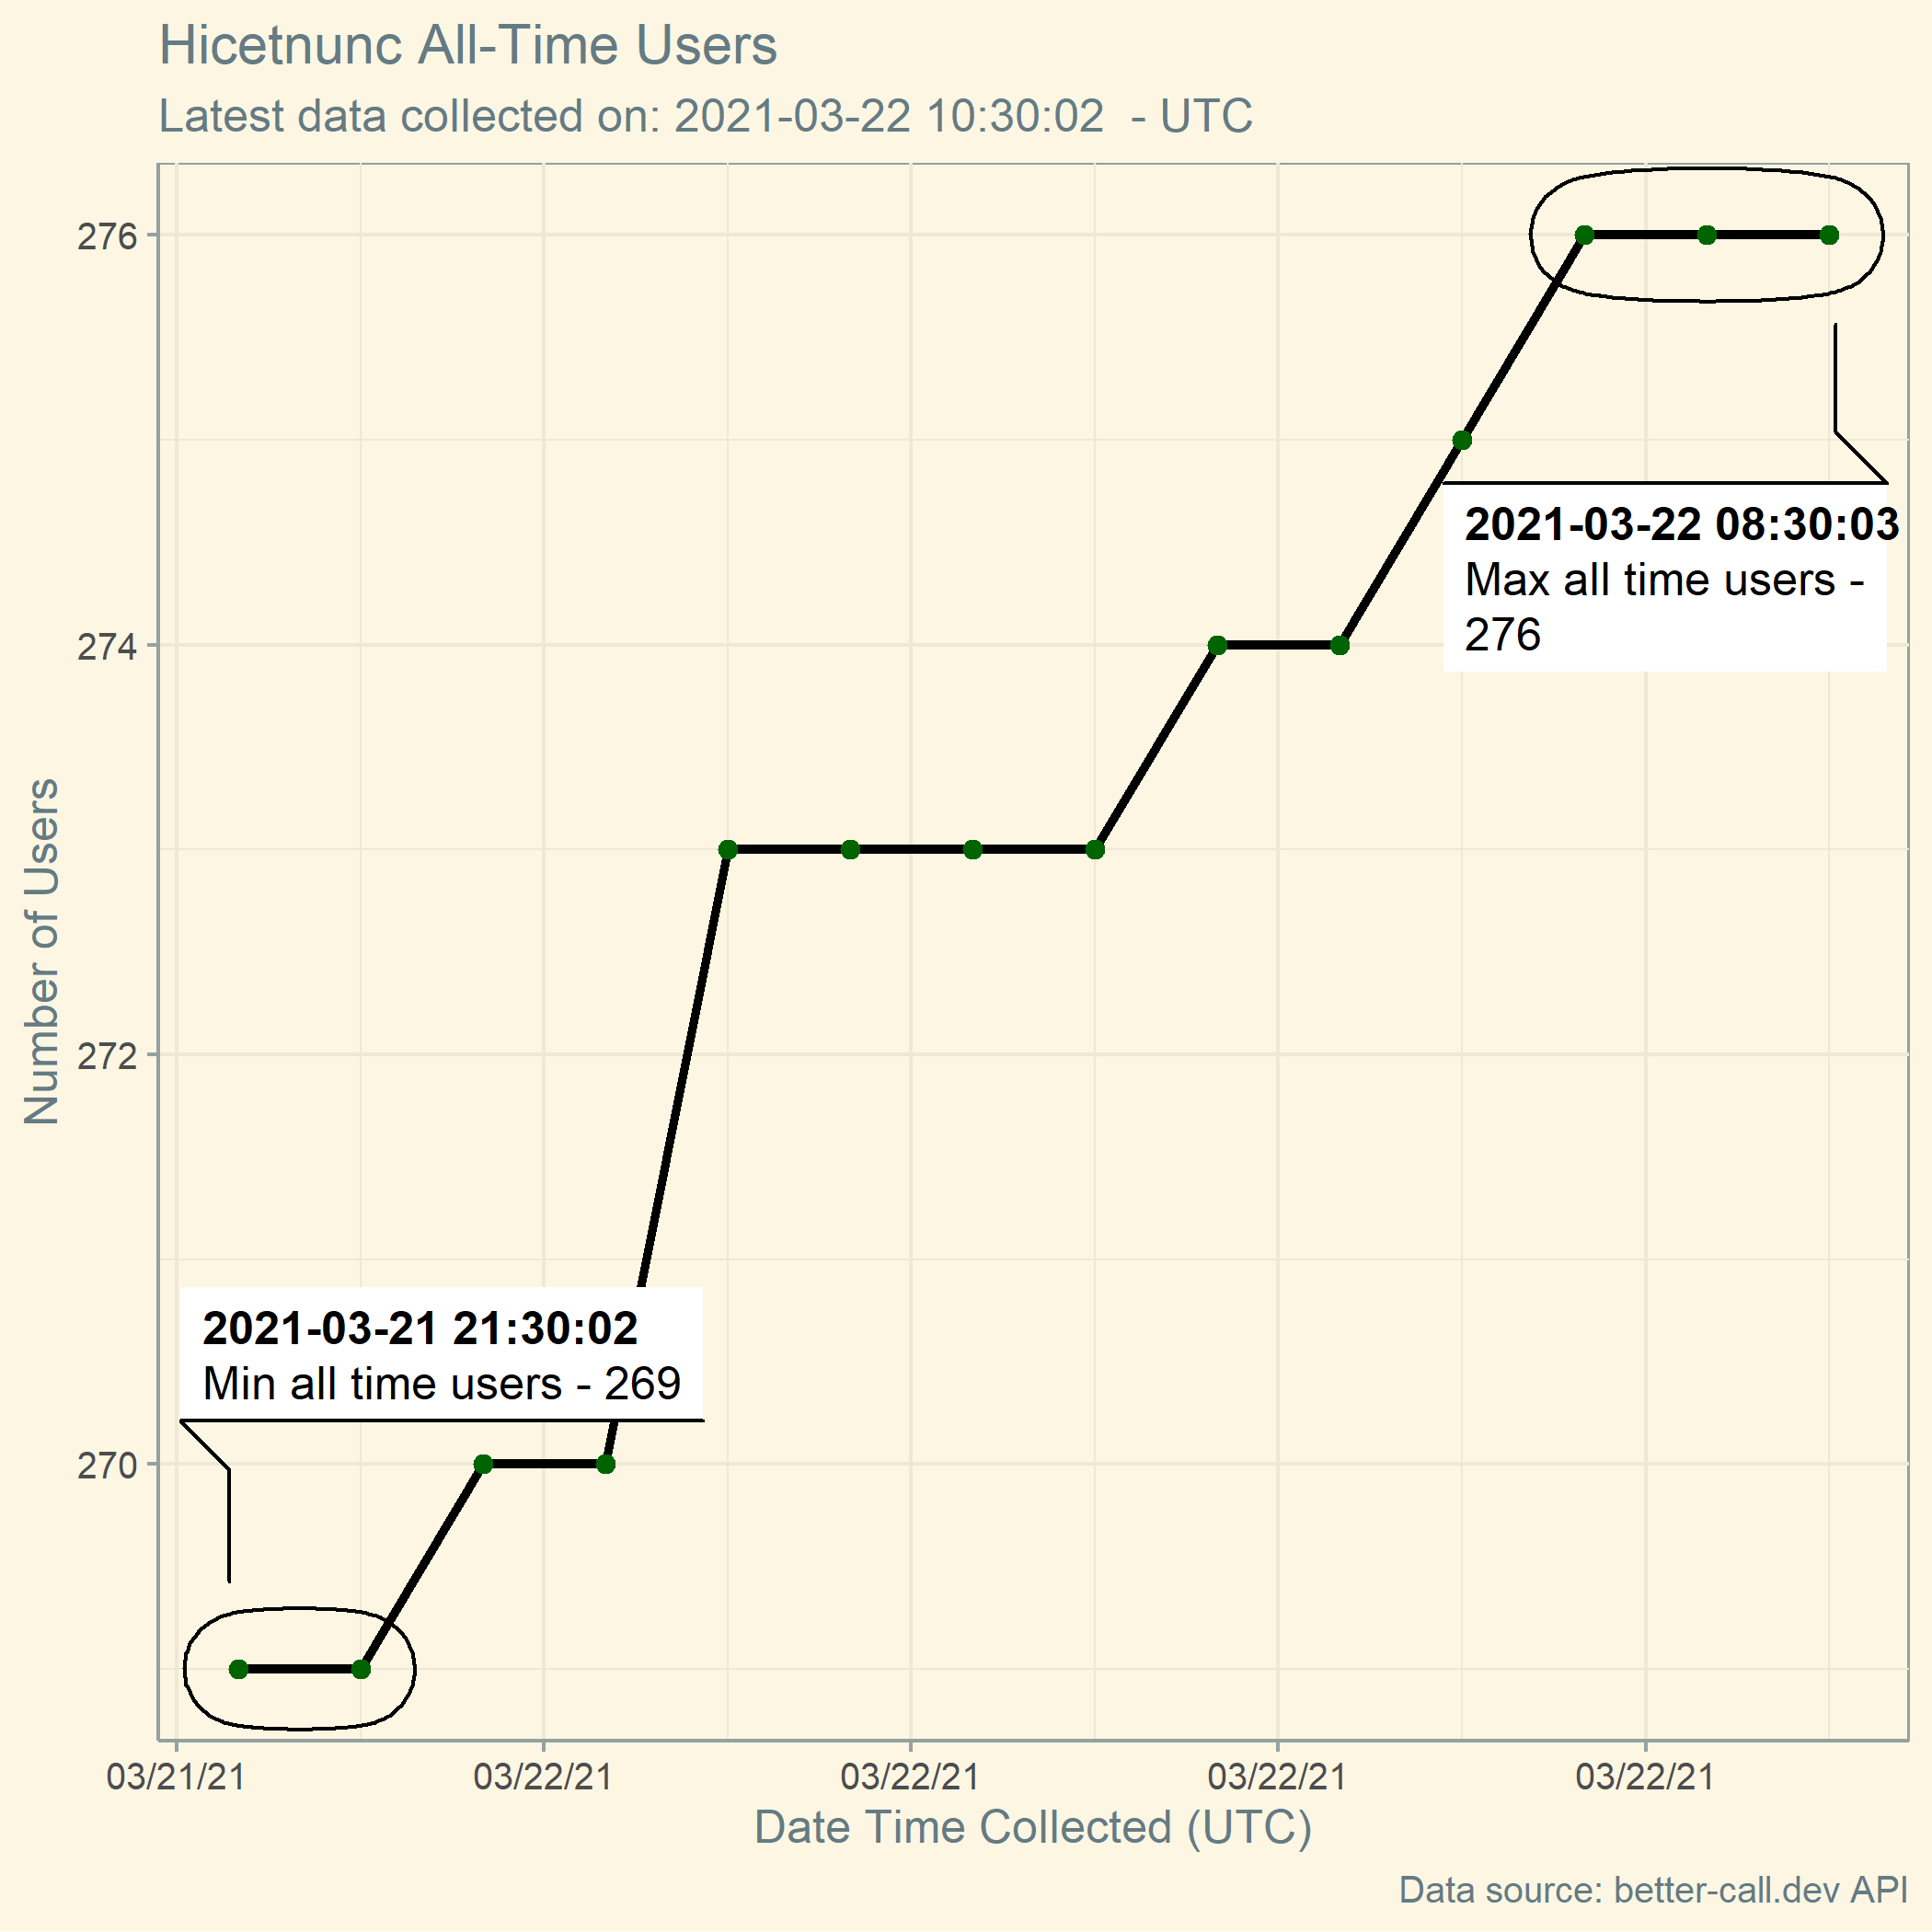 Hicetnunc All-Time Users
Latest data collected on: 2021-03-22 10:30:02 - UTC
276
274
272
270
Number of Users
2021-03-22 08:30:03
Max all time users -
276
2021-03-21 21:30:02
Min all time users - 269
03/21/21 03/22/21 03/22/21 03/22/21 03/22/21
Date Time Collected (UTC)
Data source: better-call.dev API